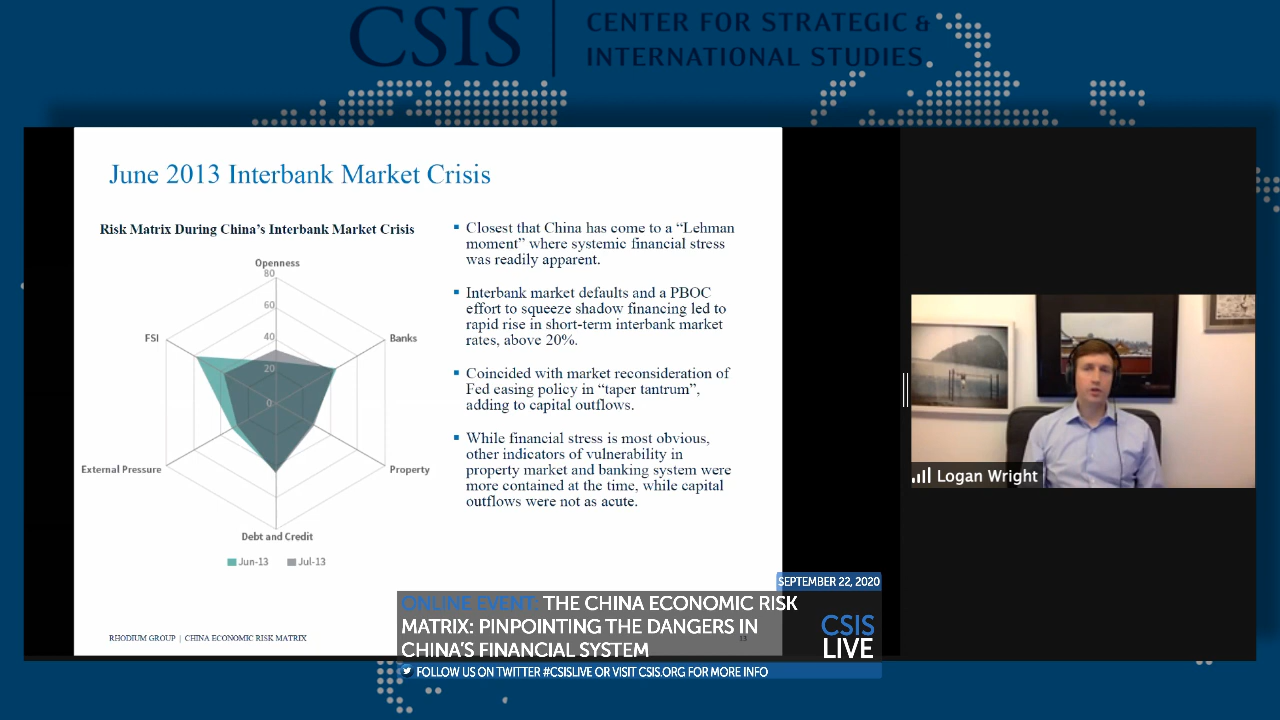 CSIS
CENTER FOR STRATEGIC &
INTERNATIONAL STUDIES
June 2013 Interbank Market Crisis
Risk Matrix During China's Interbank Market Crisis
Openness
80
60
40
20
0
FSI
Banks
External Pressure
Property
Debt and Credit
Jun-13 Jul-13
▪ Closest that China has come to a “Lehman
moment” where systemic financial stress
was readily apparent.
▪ Interbank market defaults and a PBOC
effort to squeeze shadow financing led to
rapid rise in short-term interbank market
rates, above 20%.
▪ Coincided with market reconsideration of
Fed easing policy in “taper tantrum”,
adding to capital outflows.
▪ While financial stress is most obvious,
other indicators of vulnerability in
property market and banking system were
more contained at the time, while capital
outflows were not as acute.
RHODIUM GROUP | CHINA ECONOMIC RISK MATRIX
Logan Wright
SEPTEMBER 22, 2020
ONLINE EVENT: THE CHINA ECONOMIC RISK
MATRIX: PINPOINTING THE DANGERS IN
CHINA'S FINANCIAL SYSTEM
CSIS
LIVE
FOLLOW US ON TWITTER #CSISLIVE OR VISIT CSIS.ORG FOR MORE INFO